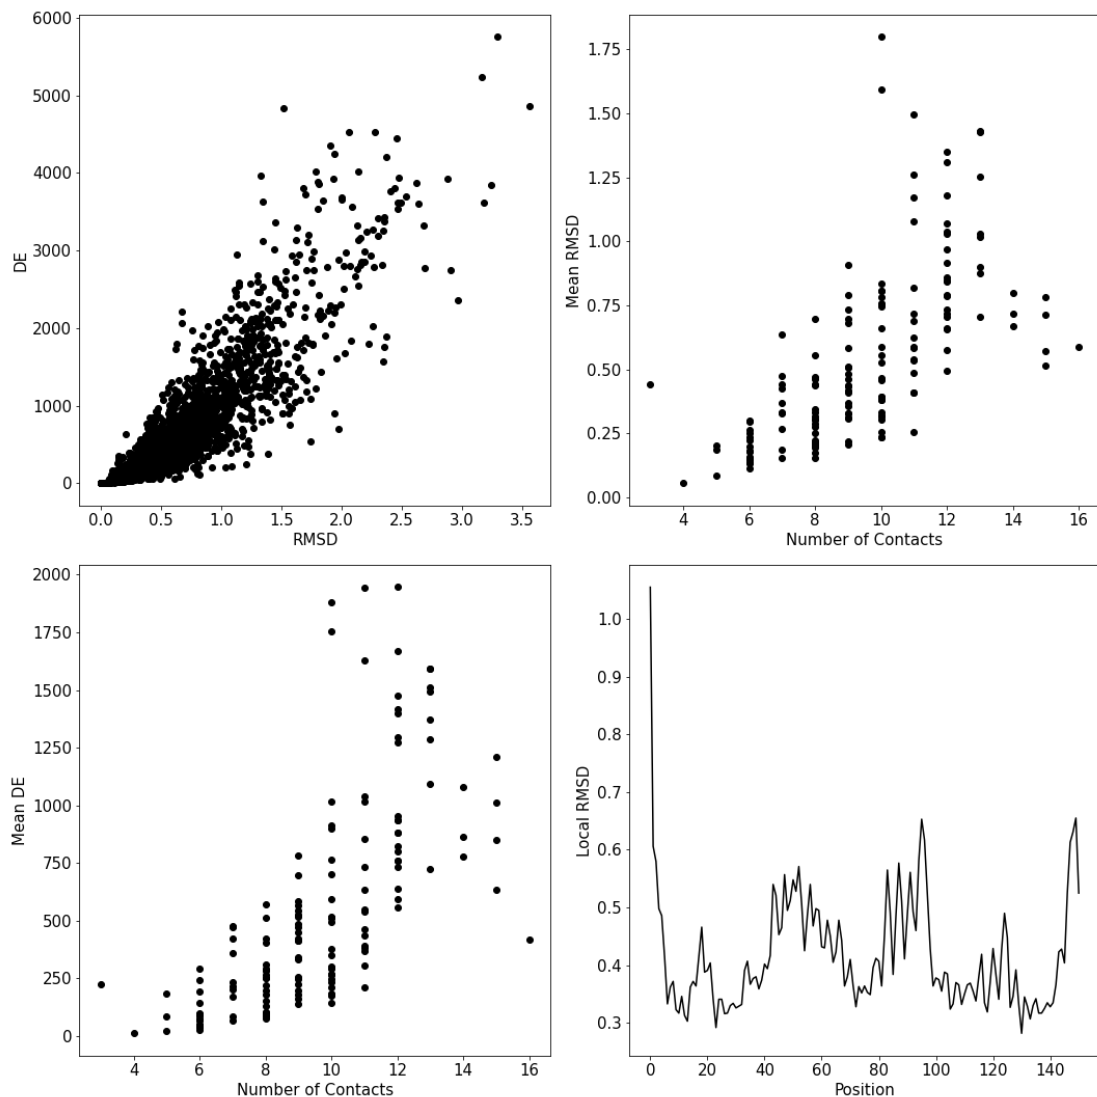 6000
5000
4000
3000
2000
1000
0
DE
0.0 0.5 1.0 1.5 2.0 2.5 3.0 3.5
RMSD
1.75
1.50
1.25
1.00
0.75
0.50
0.25
0.00
Mean RMSD
4 6 8 10 12 14 16
Number of Contacts
2000
1750
1500
1250
1000
750
500
250
0
Mean DE
4 6 8 10 12 14 16
Number of Contacts
1.0
0.9
0.8
0.7
0.6
0.5
0.4
0.3
Local RMSD
0 20 40 60 80 100 120 140
Position